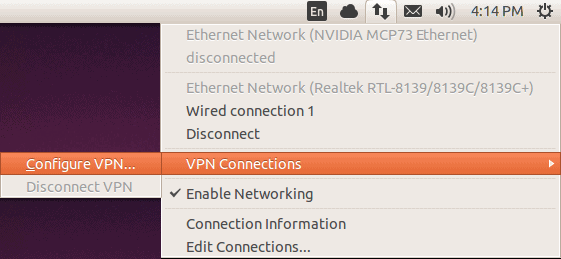 En 4:14 PM
Ethernet Network (NVIDIA MCP73 Ethernet)
disconnected
Ethernet Network (Realtek RTL-8139/8139C/8139C+)
Wired connection 1
Disconnect
VPN Connections
Configure VPN...
Disconnect VPN
Enable Networking
Connection Information
Edit Connections...